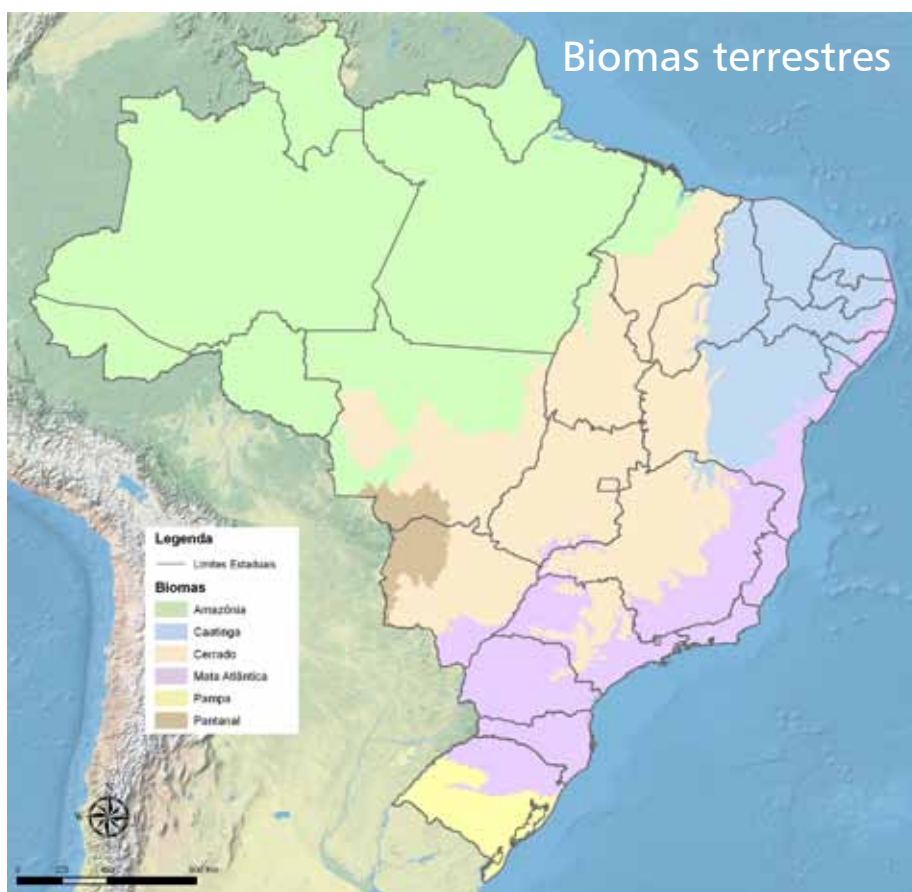 Biomas terrestres
Legenda
Limites Estaduais
Biomas
Amazônia
Caatinga
Cerrado
Mata Atlântica
Pampa
Pantanal